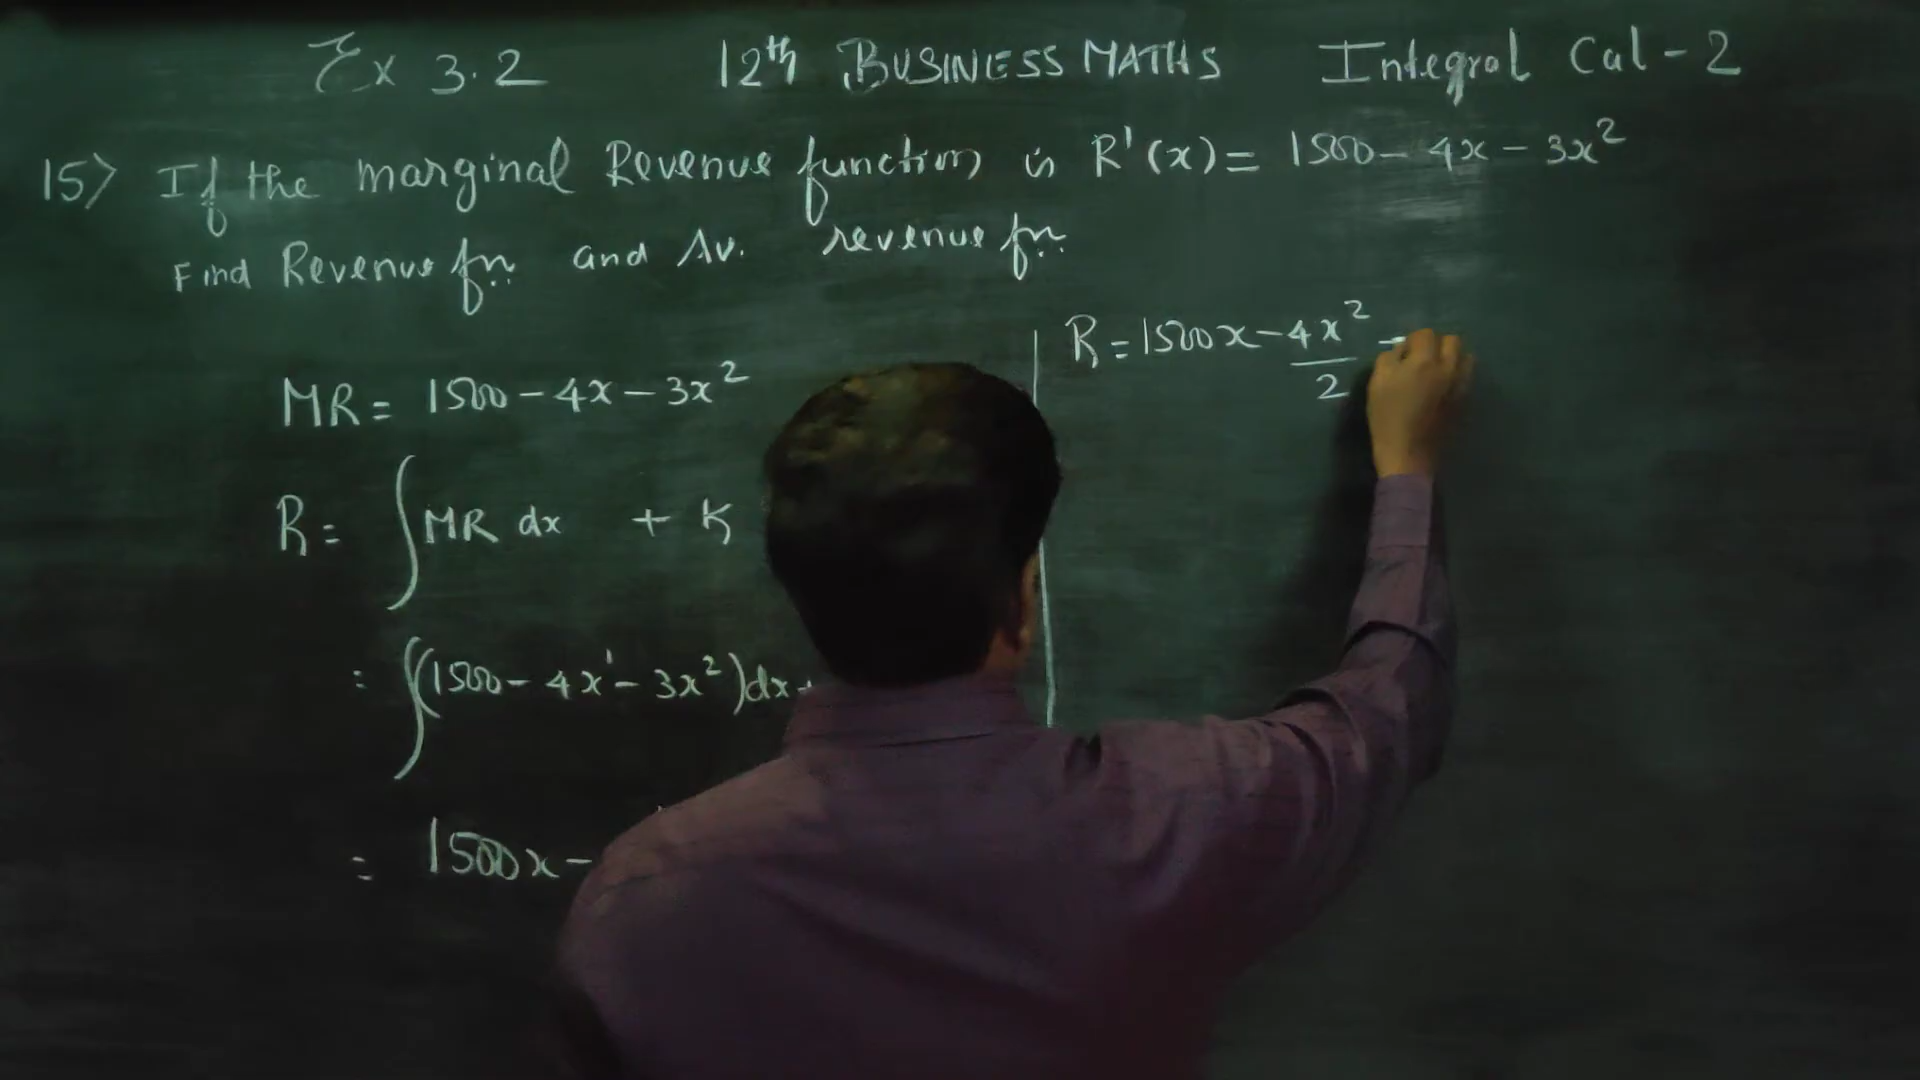 Ex 3.2 12th BUSINESS MATHS Integral Cal - 2
15) If the marginal Revenue function is R'(x) = 1500 - 4x - 3x²
Find Revenue fn. and Av. revenue fn.
MR = 1500 - 4x - 3x²
R = ∫ MR dx + K
= ∫(1500 - 4x¹ - 3x²)dx +
= 1500x -
R = 1500x - 4x²/2 -